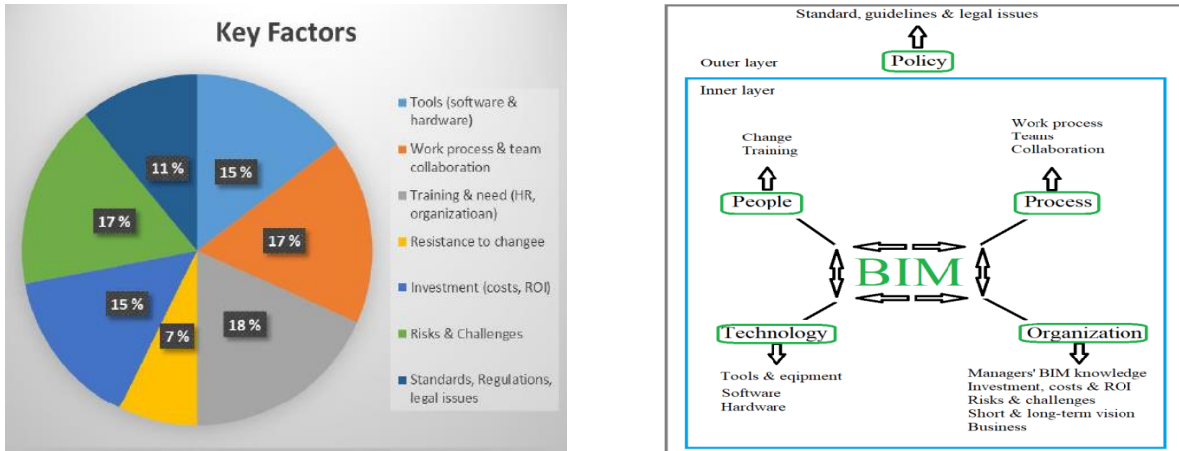 Key Factors
11 %
15 %
17 %
17 %
15 %
7 %
18 %
Tools (software &
hardware)
Work process & team
collaboration
Training & need (HR,
organizatioan)
Resistance to changee
Investment (costs, ROI)
Risks & Challenges
Standards, Regulations,
legal issues
Standard, guidelines & legal issues
Outer layer
Policy
Inner layer
Change
Training
Work process
Teams
Collaboration
People
Process
BIM
Technology
Organization
Tools & eqipment
Software
Hardware
Managers' BIM knowledge
Investment, costs & ROI
Risks & challenges
Short & long-term vision
Business